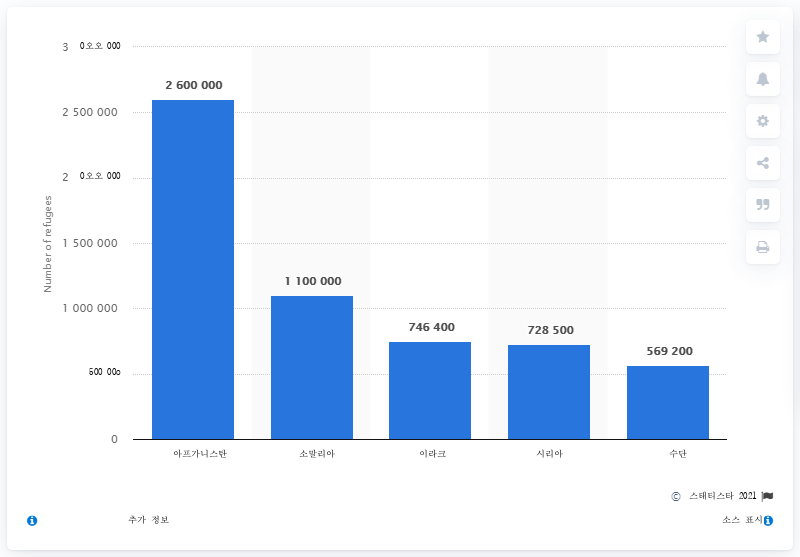 3 0오오 000
2 600 000
2 500 000
2 0오오 000
Number of refugees
1 500 000
1 100 000
1 000 000
746 400
728 500
569 200
500 00o
0
아프가니스탄 소말리아 이라크 시리아 수단
© 스태티스타 2021
추가 정보 소스 표시